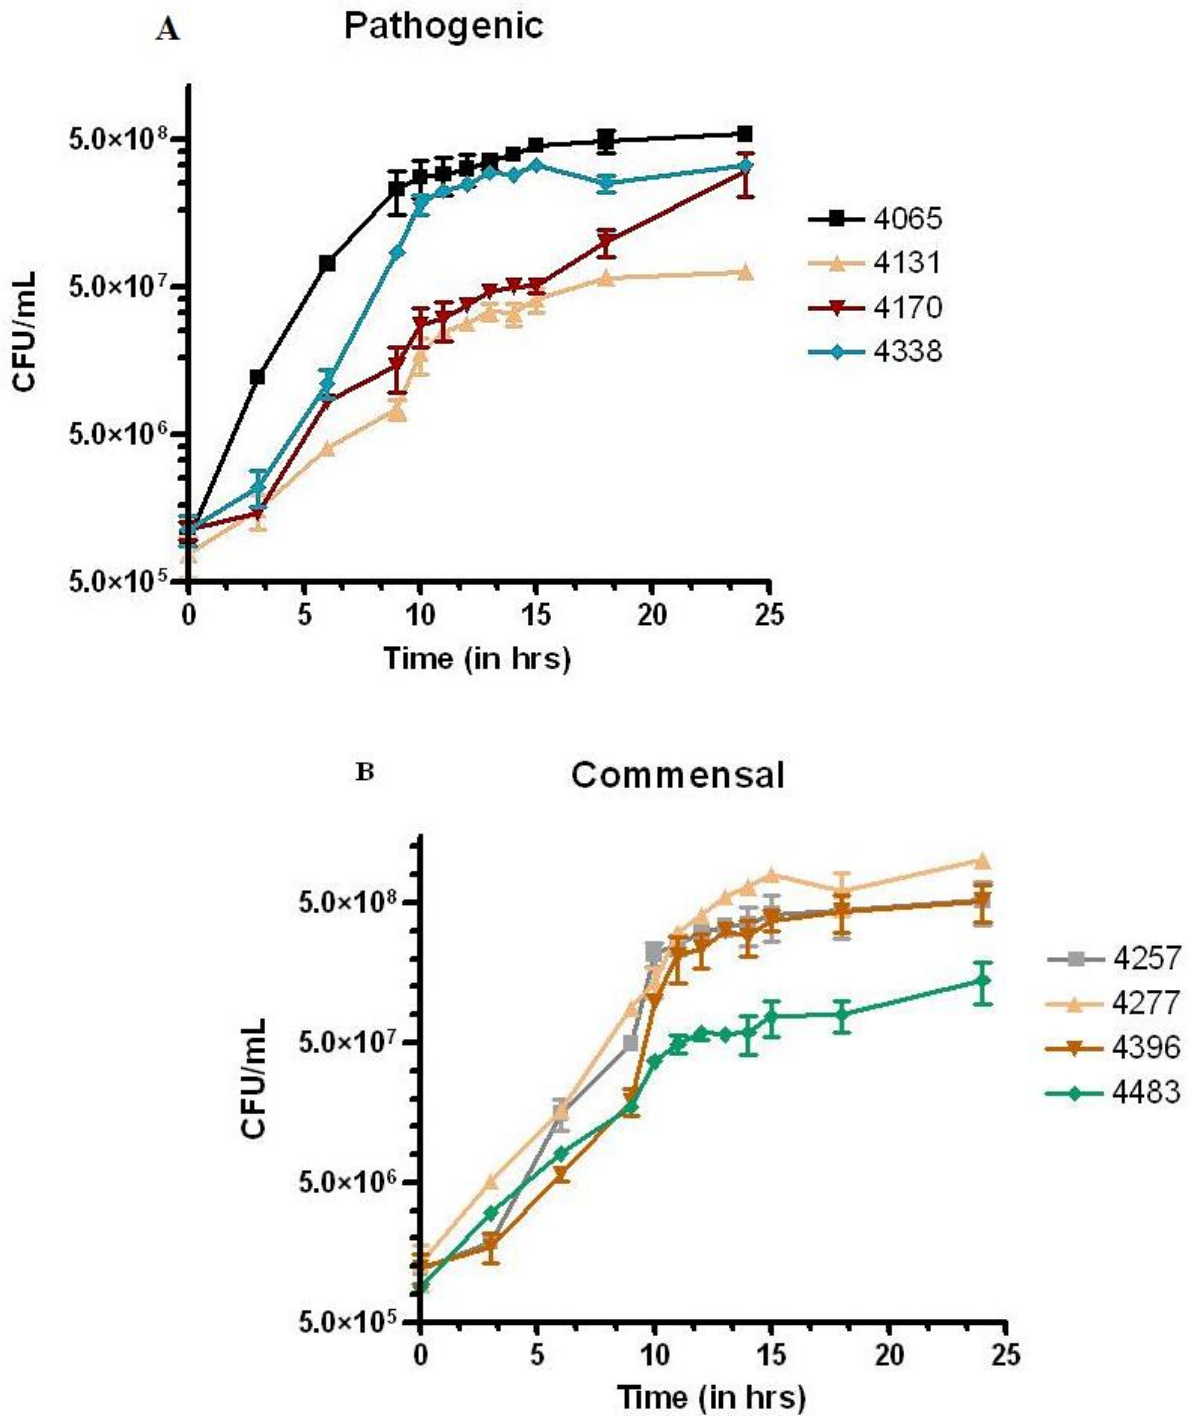 A
Pathogenic
5.0×10⁸
5.0×10⁷
5.0×10⁶
5.0×10⁵
CFU/mL
0 5 10 15 20 25
Time (in hrs)
4065
4131
4170
4338
B
Commensal
5.0×10⁸
5.0×10⁷
5.0×10⁶
5.0×10⁵
CFU/mL
0 5 10 15 20 25
Time (in hrs)
4257
4277
4396
4483